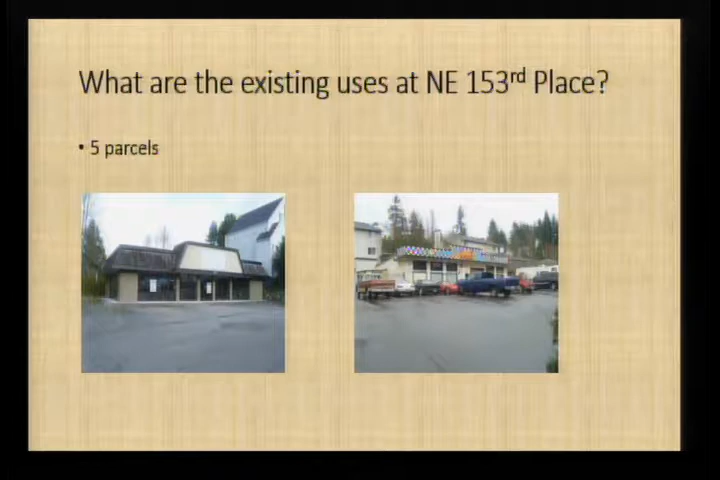 What are the existing uses at NE 153rd Place?
• 5 parcels